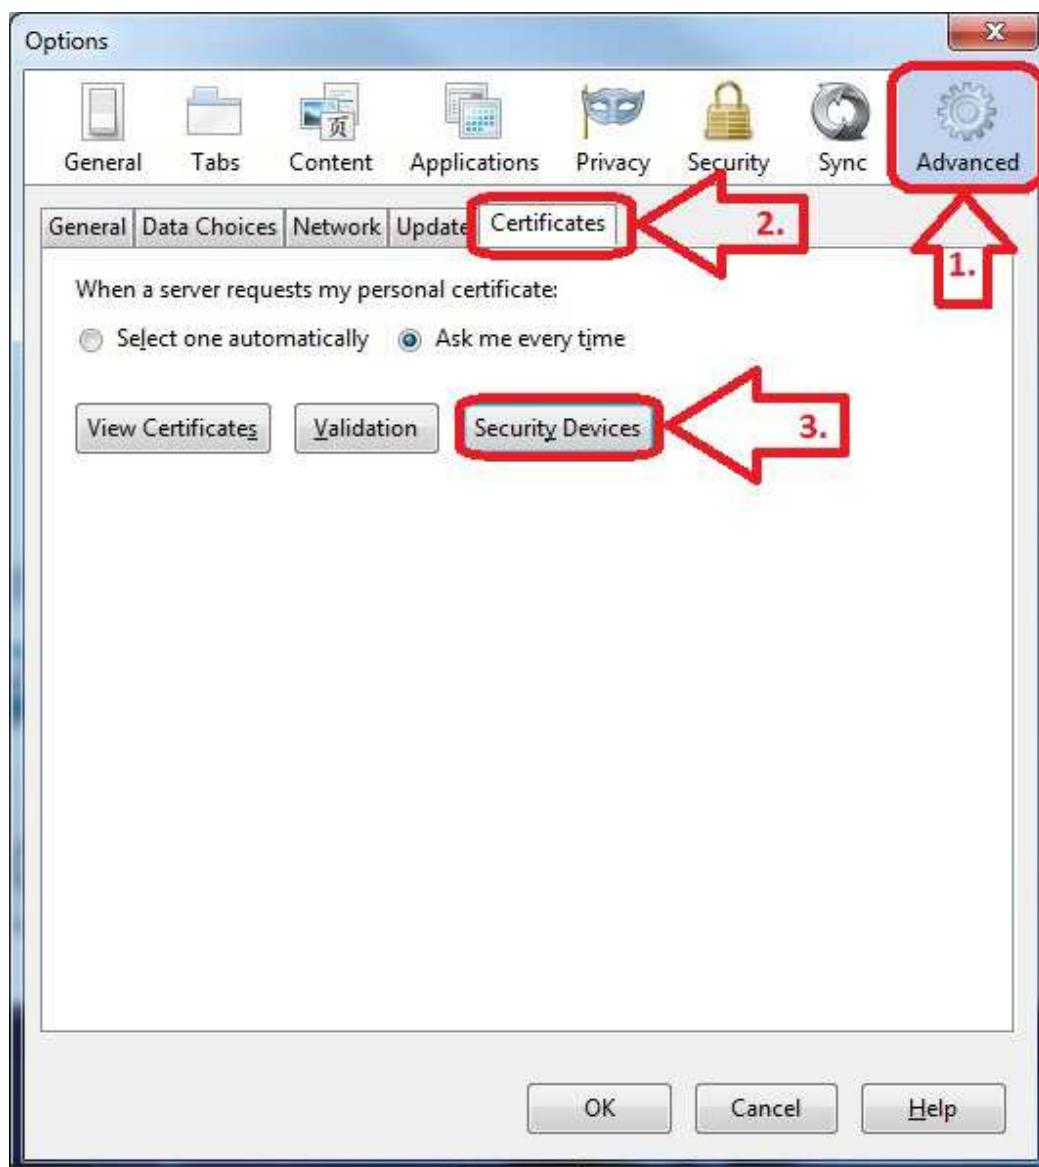 Options
x
页
General Tabs Content Applications Privacy Security Sync Advanced
General Data Choices Network Update Certificates 2.
1.
When a server requests my personal certificate:
Select one automatically Ask me every time
View Certificates Validation Security Devices 3.
OK Cancel Help